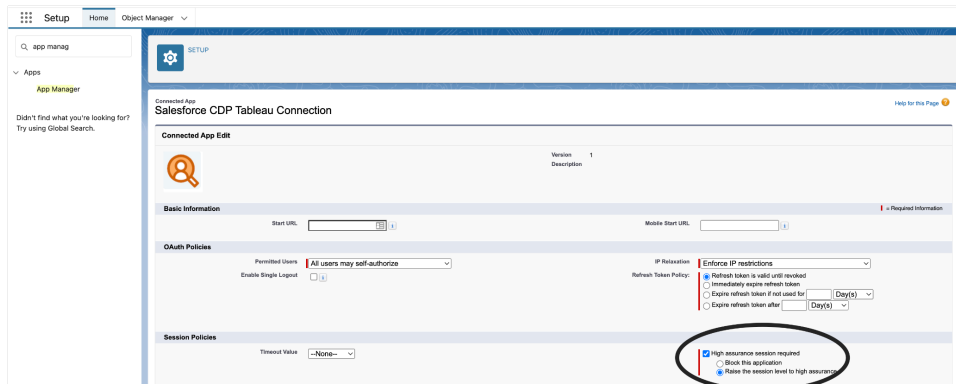 Setup
Home
Object Manager
app manag
Apps
App Manager
Didn't find what you're looking for?
Try using Global Search.
SETUP
Connected App
Salesforce CDP Tableau Connection
Help for this Page
Connected App Edit
Version 1
Description
Basic Information
= Required Information
Start URL
i
Mobile Start URL
i
OAuth Policies
Permitted Users
All users may self-authorize
IP Relaxation
Enforce IP restrictions
Enable Single Logout
i
Refresh Token Policy:
Refresh token is valid until revoked
Immediately expire refresh token
Expire refresh token if not used for Day(s)
Expire refresh token after Day(s)
Session Policies
Timeout Value
--None--
High assurance session required
Block this application
Raise the session level to high assurance